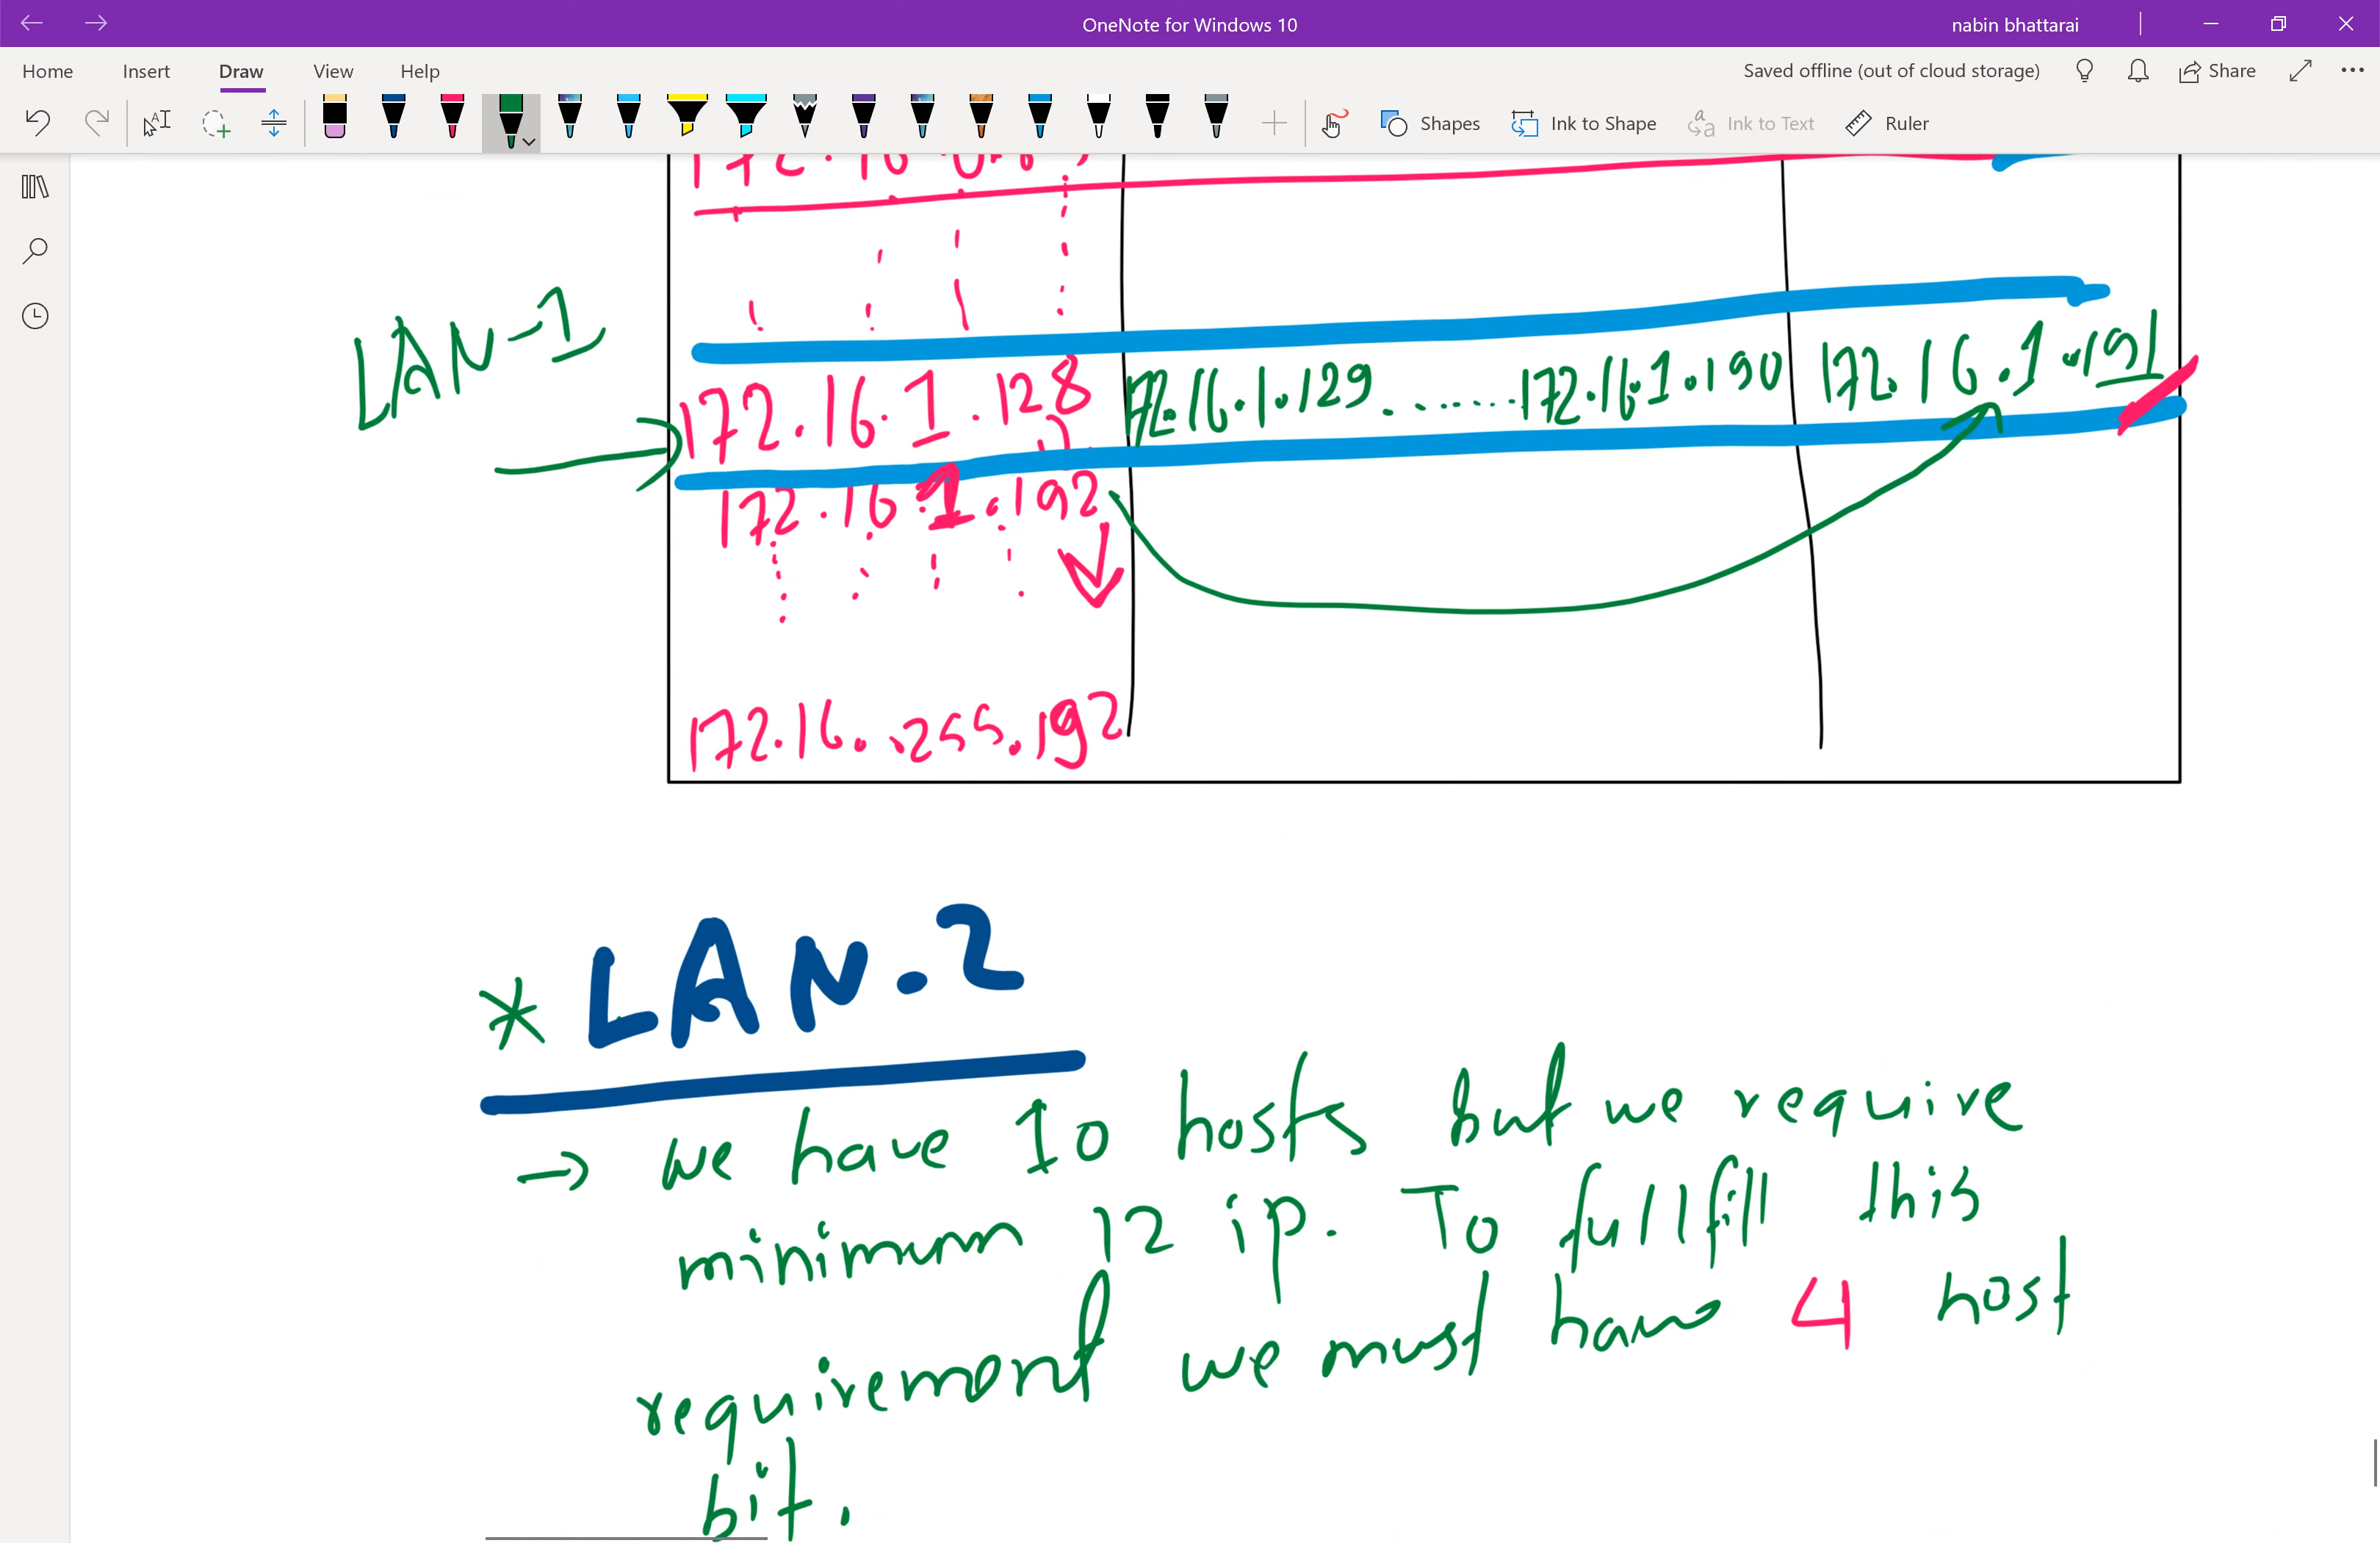 OneNote for Windows 10
nabin bhattarai
Home Insert Draw View Help
Saved offline (out of cloud storage)
Share
Shapes Ink to Shape Ink to Text Ruler
LAN-1
172.16.1.128 172.16.1.129.......172.16.1.190 172.16.1.191
172.16.1.192
172.16..255.192
* LAN.2
→ we have 10 hosts but we require
minimum 12 ip. To fullfill this
requirement we must have 4 host
bit.